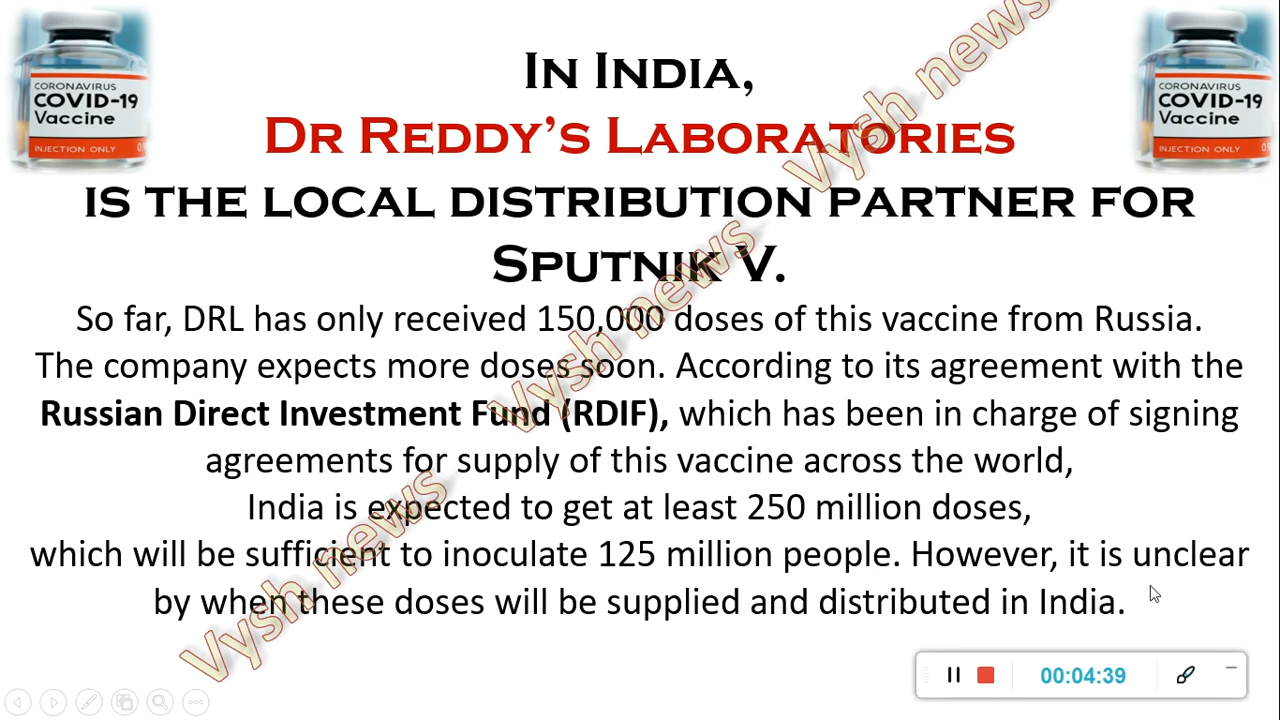 CORONAVIRUS
COVID-19
Vaccine
INJECTION ONLY
CORONAVIRUS
COVID-19
Vaccine
INJECTION ONLY
IN INDIA,
DR REDDY'S LABORATORIES
IS THE LOCAL DISTRIBUTION PARTNER FOR
SPUTNIK V.
So far, DRL has only received 150,000 doses of this vaccine from Russia.
The company expects more doses soon. According to its agreement with the
Russian Direct Investment Fund (RDIF), which has been in charge of signing
agreements for supply of this vaccine across the world,
India is expected to get at least 250 million doses,
which will be sufficient to inoculate 125 million people. However, it is unclear
by when these doses will be supplied and distributed in India.
Vysh news
Vysh news
Vysh news
00:04:39